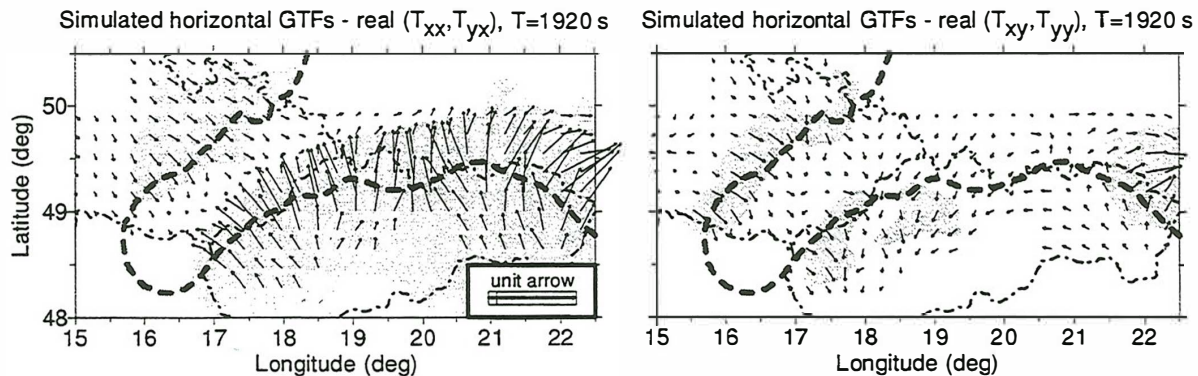 Simulated horizontal GTFs - real (Txx,Tyx), T=1920 s
Simulated horizontal GTFs - real (Txy,Tyy), T=1920 s
50
49
48
Latitude (deg)
unit arrow
15 16 17 18 19 20 21 22
Longitude (deg)
15 16 17 18 19 20 21 22
Longitude (deg)